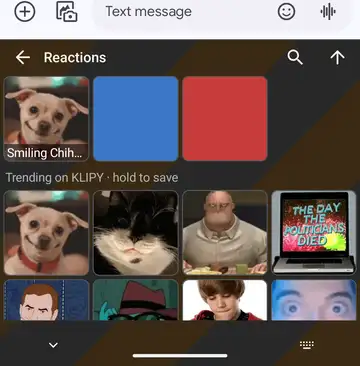 Text message
Reactions
Smiling Chih...
Trending on KLIPY · hold to save
THE DAY
THE
POLITICIANS
DIED